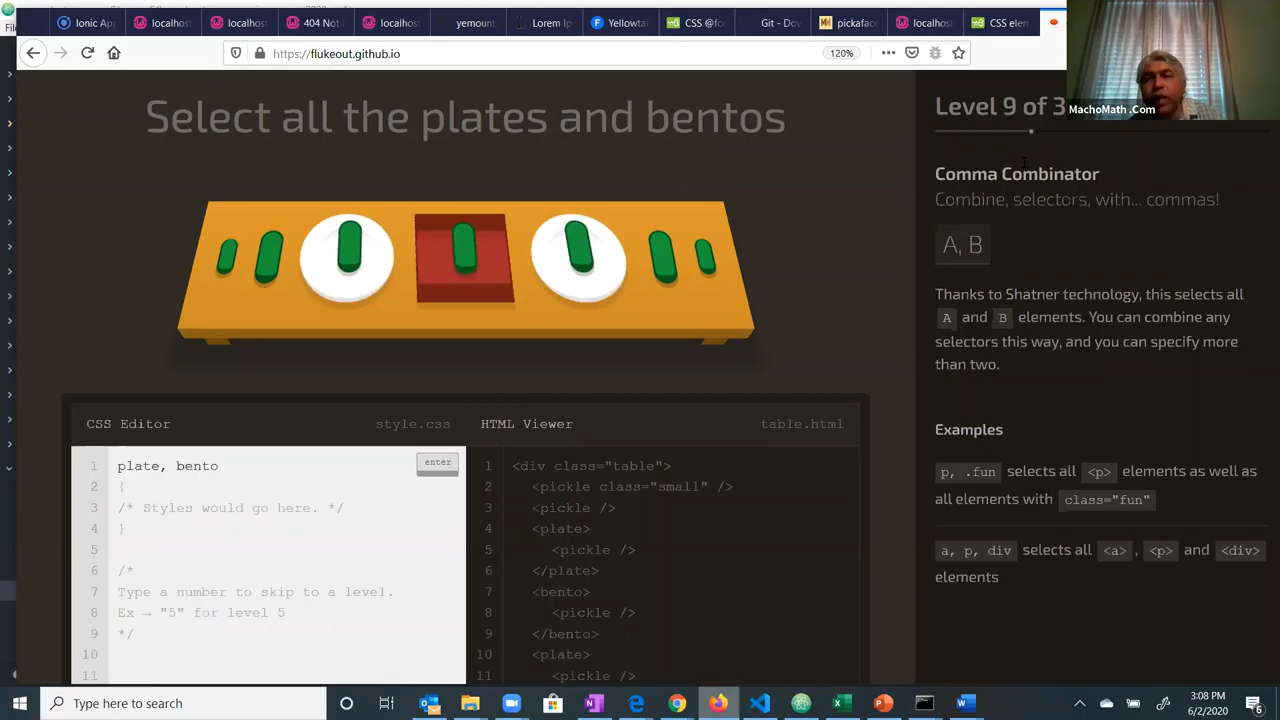 Ionic App
localhost
localhost
404 Not
localhost
yemount.
Lorem Ip
Yellowtail
CSS @fo
Git - Dow
pickaface
localhost
CSS elem
https://flukeout.github.io
120%
MachoMath .Com
Select all the plates and bentos
CSS Editor
style.css
1 plate, bento
enter
2 {
3 /* Styles would go here. */
4 }
5
6 /*
7 Type a number to skip to a level.
8 Ex → "5" for level 5
9 */
10
11
HTML Viewer
table.html
1 <div class="table">
2 <pickle class="small" />
3 <pickle />
4 <plate>
5 <pickle />
6 </plate>
7 <bento>
8 <pickle />
9 </bento>
10 <plate>
11 <pickle />
Level 9 of 3
Comma Combinator
Combine, selectors, with... commas!
A, B
Thanks to Shatner technology, this selects all
A and B elements. You can combine any
selectors this way, and you can specify more
than two.
Examples
p, .fun selects all <p> elements as well as
all elements with class="fun"
a, p, div selects all <a> , <p> and <div>
elements
Type here to search
3:08 PM
6/2/2020
6